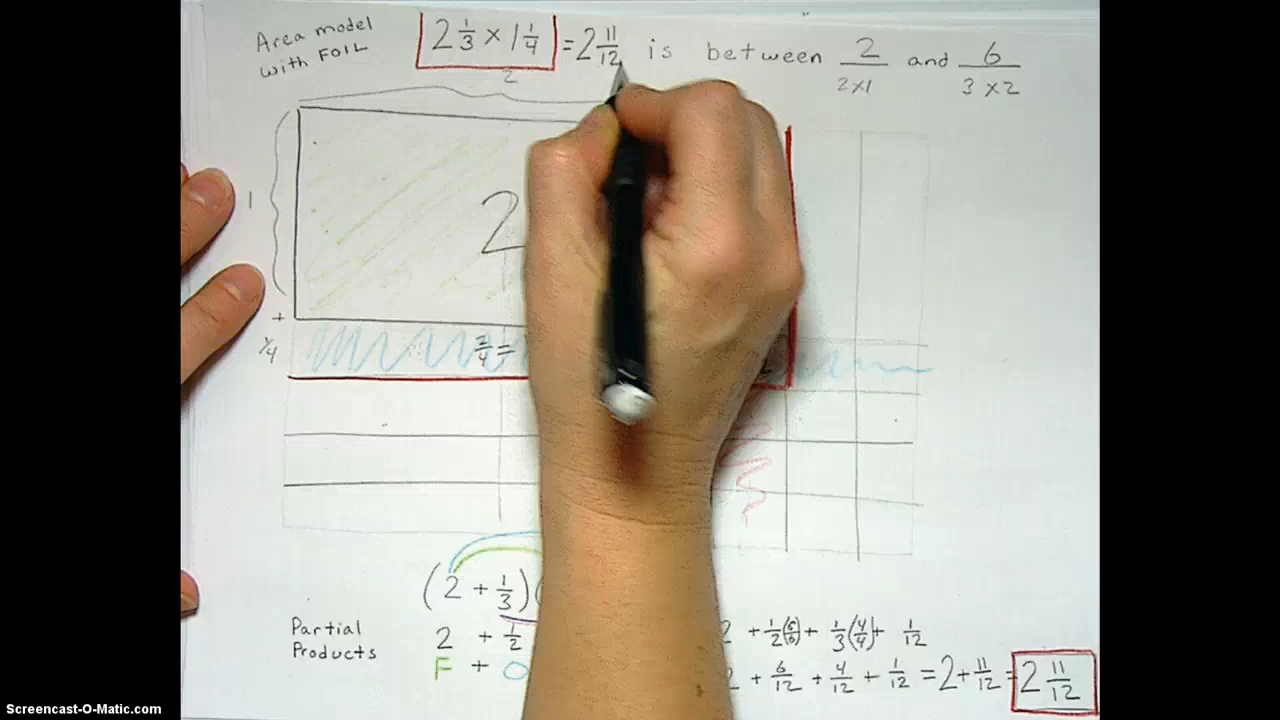 Area model
with FOIL
2 1/3 × 1 1/4 = 2 11/12 is between 2 and 6
2×1 3×2
2
1
2
+
1/4
2/4 =
(2 + 1/3)(
Partial
Products
2 + 1/2
F + O
2 + 1/2(6/6) + 1/3(4/4) + 1/12
2 + 6/12 + 4/12 + 1/12 = 2 + 11/12 = 2 11/12
Screencast-O-Matic.com